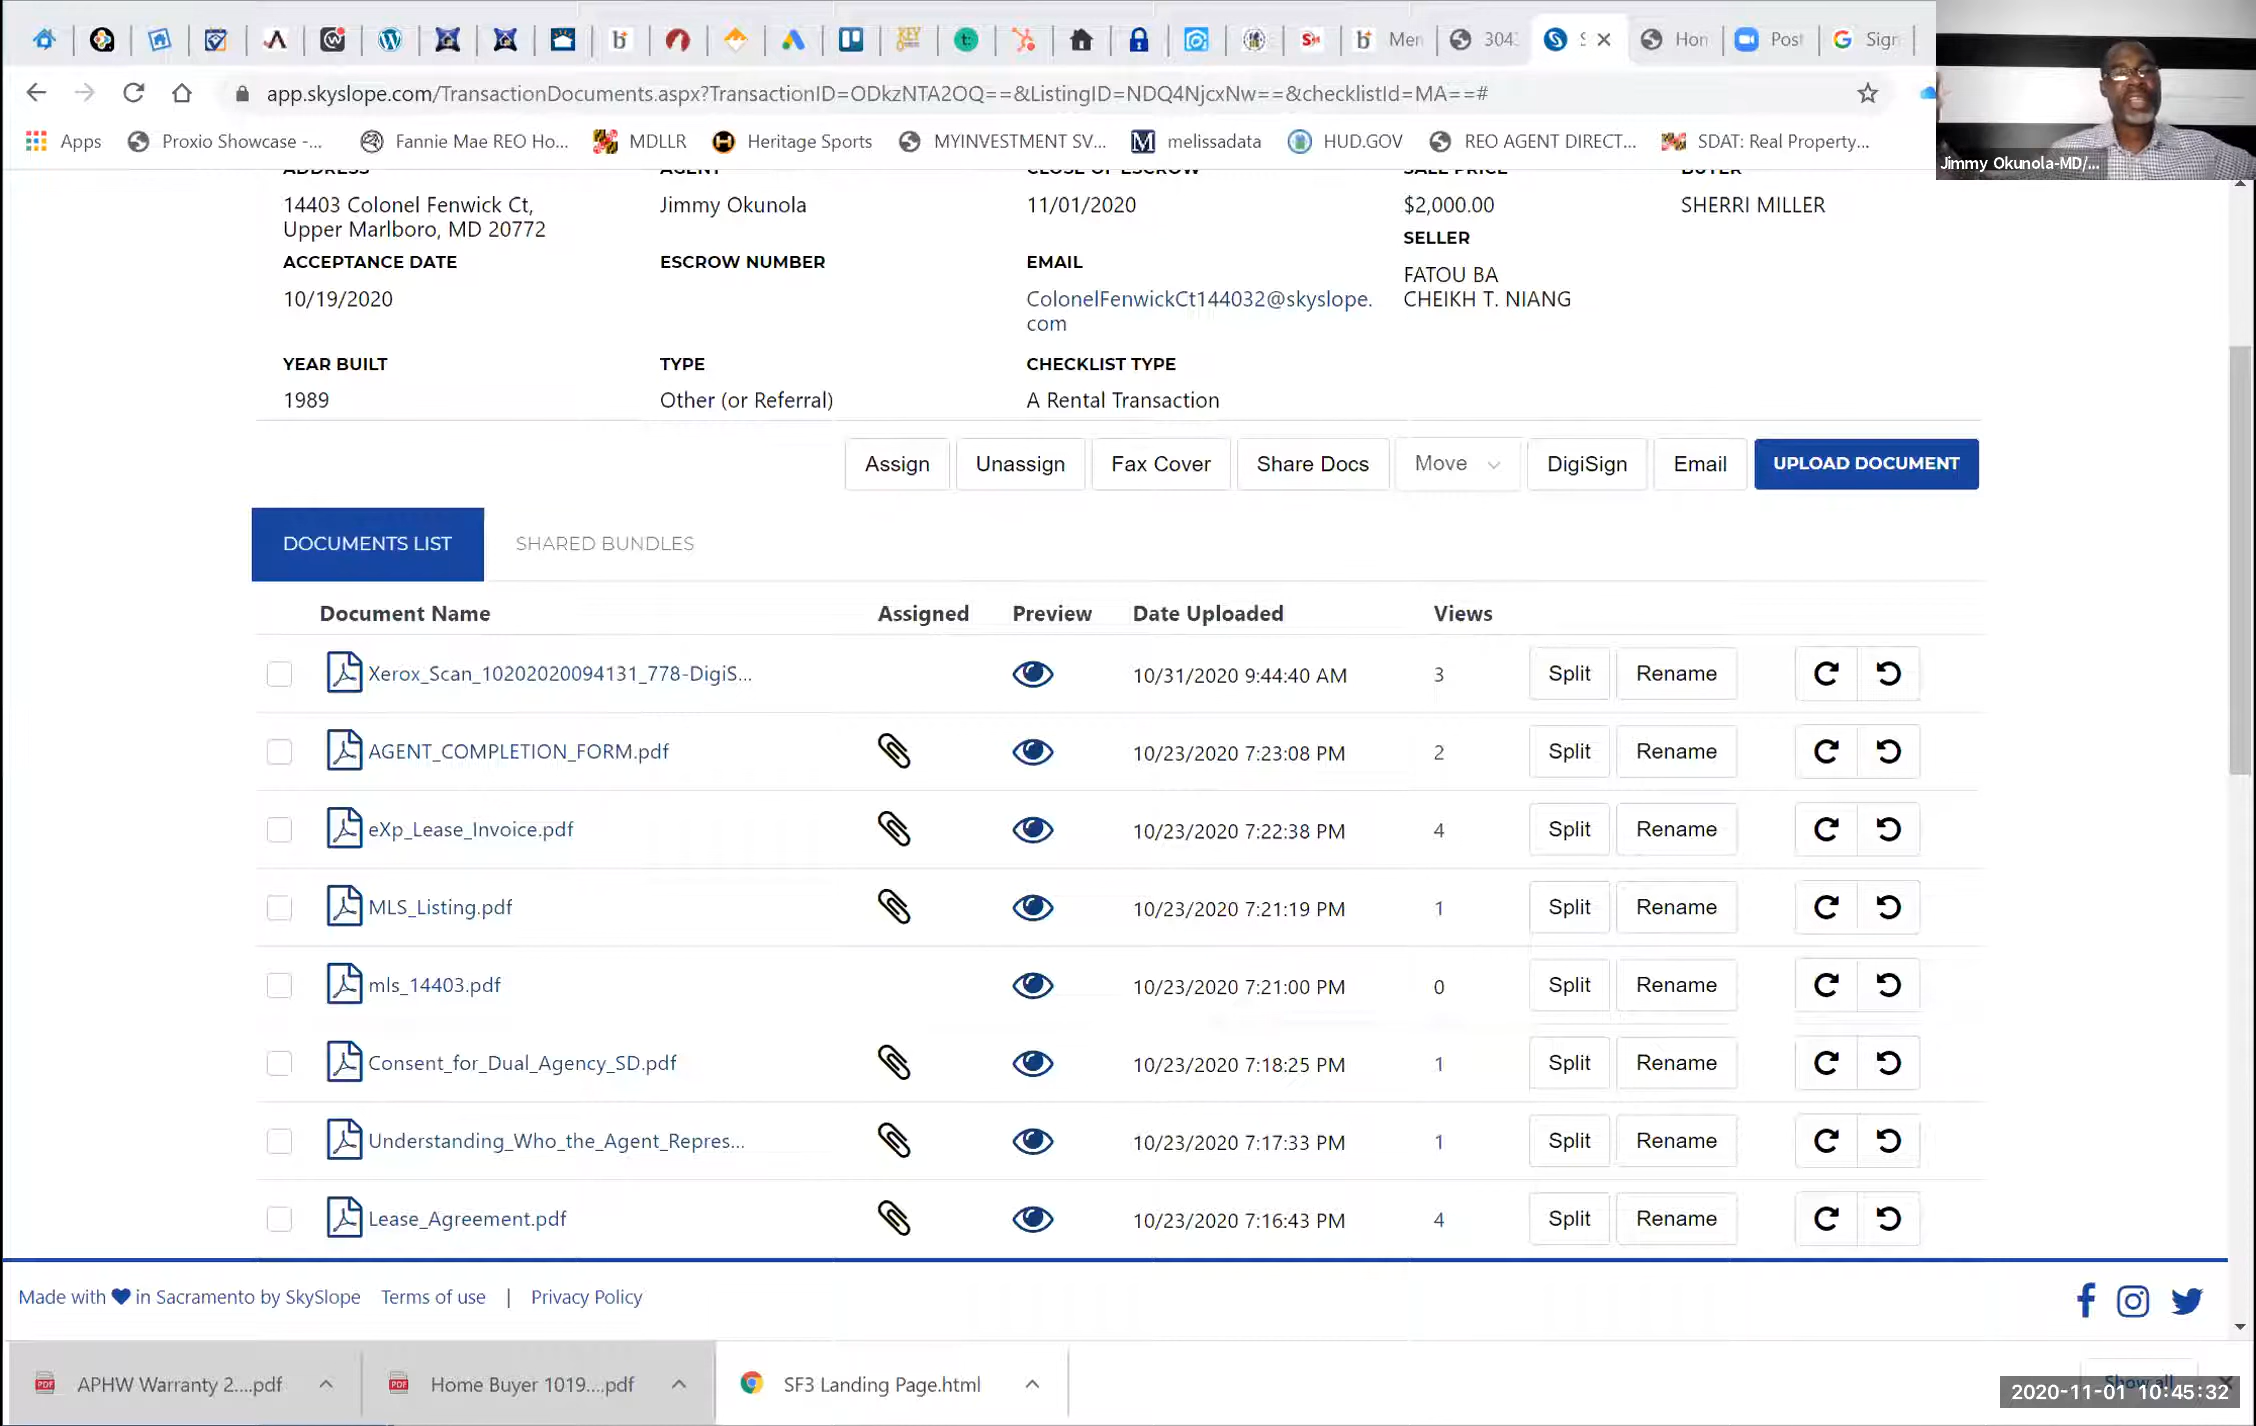 Men
304
S
Hon
Post
Sign
app.skyslope.com/TransactionDocuments.aspx?TransactionID=ODkzNTA2OQ==&ListingID=NDQ4NjcxNw==&checklistId=MA==#
Apps
Proxio Showcase -...
Fannie Mae REO Ho...
MDLLR
Heritage Sports
MYINVESTMENT SV...
melissadata
HUD.GOV
REO AGENT DIRECT...
SDAT: Real Property...
Jimmy Okunola-MD/...
ADDRESS
AGENT
CLOSE OF ESCROW
SALE PRICE
BUYER
14403 Colonel Fenwick Ct,
Upper Marlboro, MD 20772
Jimmy Okunola
11/01/2020
$2,000.00
SHERRI MILLER
SELLER
ACCEPTANCE DATE
ESCROW NUMBER
EMAIL
FATOU BA
10/19/2020
ColonelFenwickCt144032@skyslope.
com
CHEIKH T. NIANG
YEAR BUILT
TYPE
CHECKLIST TYPE
1989
Other (or Referral)
A Rental Transaction
Assign
Unassign
Fax Cover
Share Docs
Move
DigiSign
Email
UPLOAD DOCUMENT
DOCUMENTS LIST
SHARED BUNDLES
Document Name Assigned Preview Date Uploaded Views
Xerox_Scan_10202020094131_778-DigiS... 10/31/2020 9:44:40 AM 3 Split Rename
AGENT_COMPLETION_FORM.pdf 10/23/2020 7:23:08 PM 2 Split Rename
eXp_Lease_Invoice.pdf 10/23/2020 7:22:38 PM 4 Split Rename
MLS_Listing.pdf 10/23/2020 7:21:19 PM 1 Split Rename
mls_14403.pdf 10/23/2020 7:21:00 PM 0 Split Rename
Consent_for_Dual_Agency_SD.pdf 10/23/2020 7:18:25 PM 1 Split Rename
Understanding_Who_the_Agent_Repres... 10/23/2020 7:17:33 PM 1 Split Rename
Lease_Agreement.pdf 10/23/2020 7:16:43 PM 4 Split Rename
Made with in Sacramento by SkySlope Terms of use | Privacy Policy
APHW Warranty 2....pdf
Home Buyer 1019....pdf
SF3 Landing Page.html
Show all
2020-11-01 10:45:32